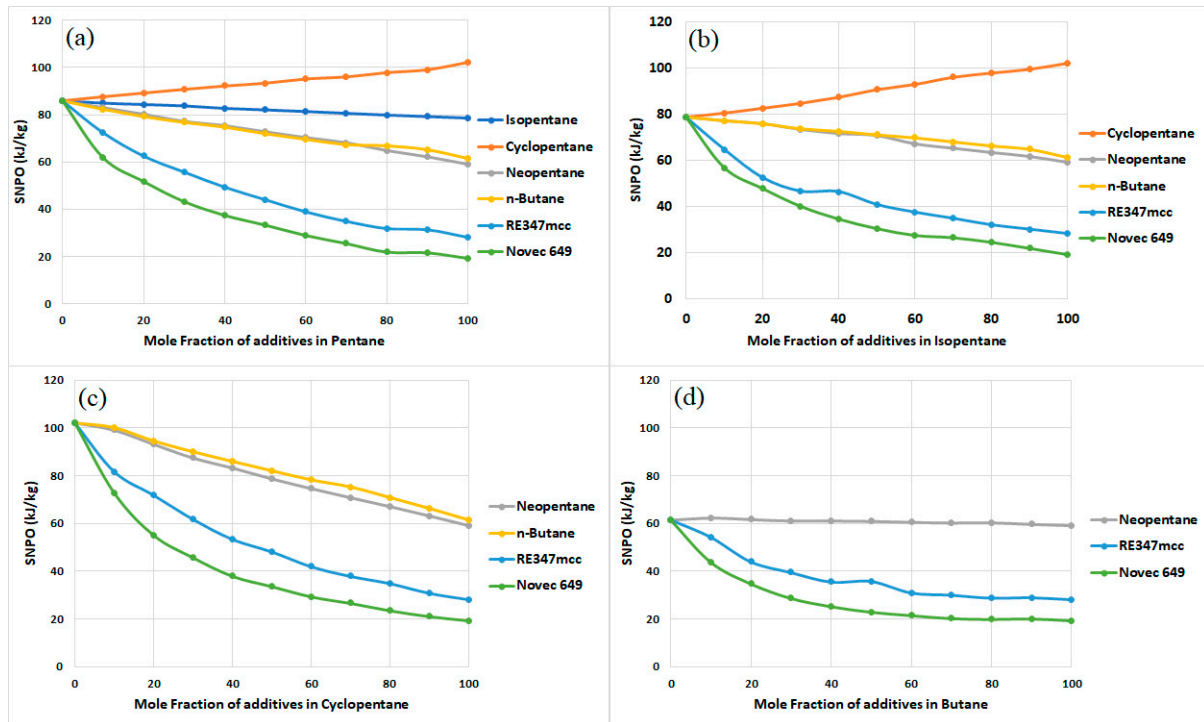 (a)
120
100
80
60
40
20
0
SNPO (kJ/kg)
0 20 40 60 80 100
Mole Fraction of additives in Pentane
Isopentane
Cyclopentane
Neopentane
n-Butane
RE347mcc
Novec 649
(b)
120
100
80
60
40
20
0
SNPO (kJ/kg)
0 20 40 60 80 100
Mole Fraction of additives in Isopentane
Cyclopentane
Neopentane
n-Butane
RE347mcc
Novec 649
(c)
120
100
80
60
40
20
0
SNPO (kJ/kg)
0 20 40 60 80 100
Mole Fraction of additives in Cyclopentane
Neopentane
n-Butane
RE347mcc
Novec 649
(d)
120
100
80
60
40
20
0
SNPO (kJ/kg)
0 20 40 60 80 100
Mole Fraction of additives in Butane
Neopentane
RE347mcc
Novec 649